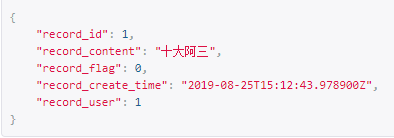 {
"record_id": 1,
"record_content": "十大阿三",
"record_flag": 0,
"record_create_time": "2019-08-25T15:12:43.978900Z",
"record_user": 1
}